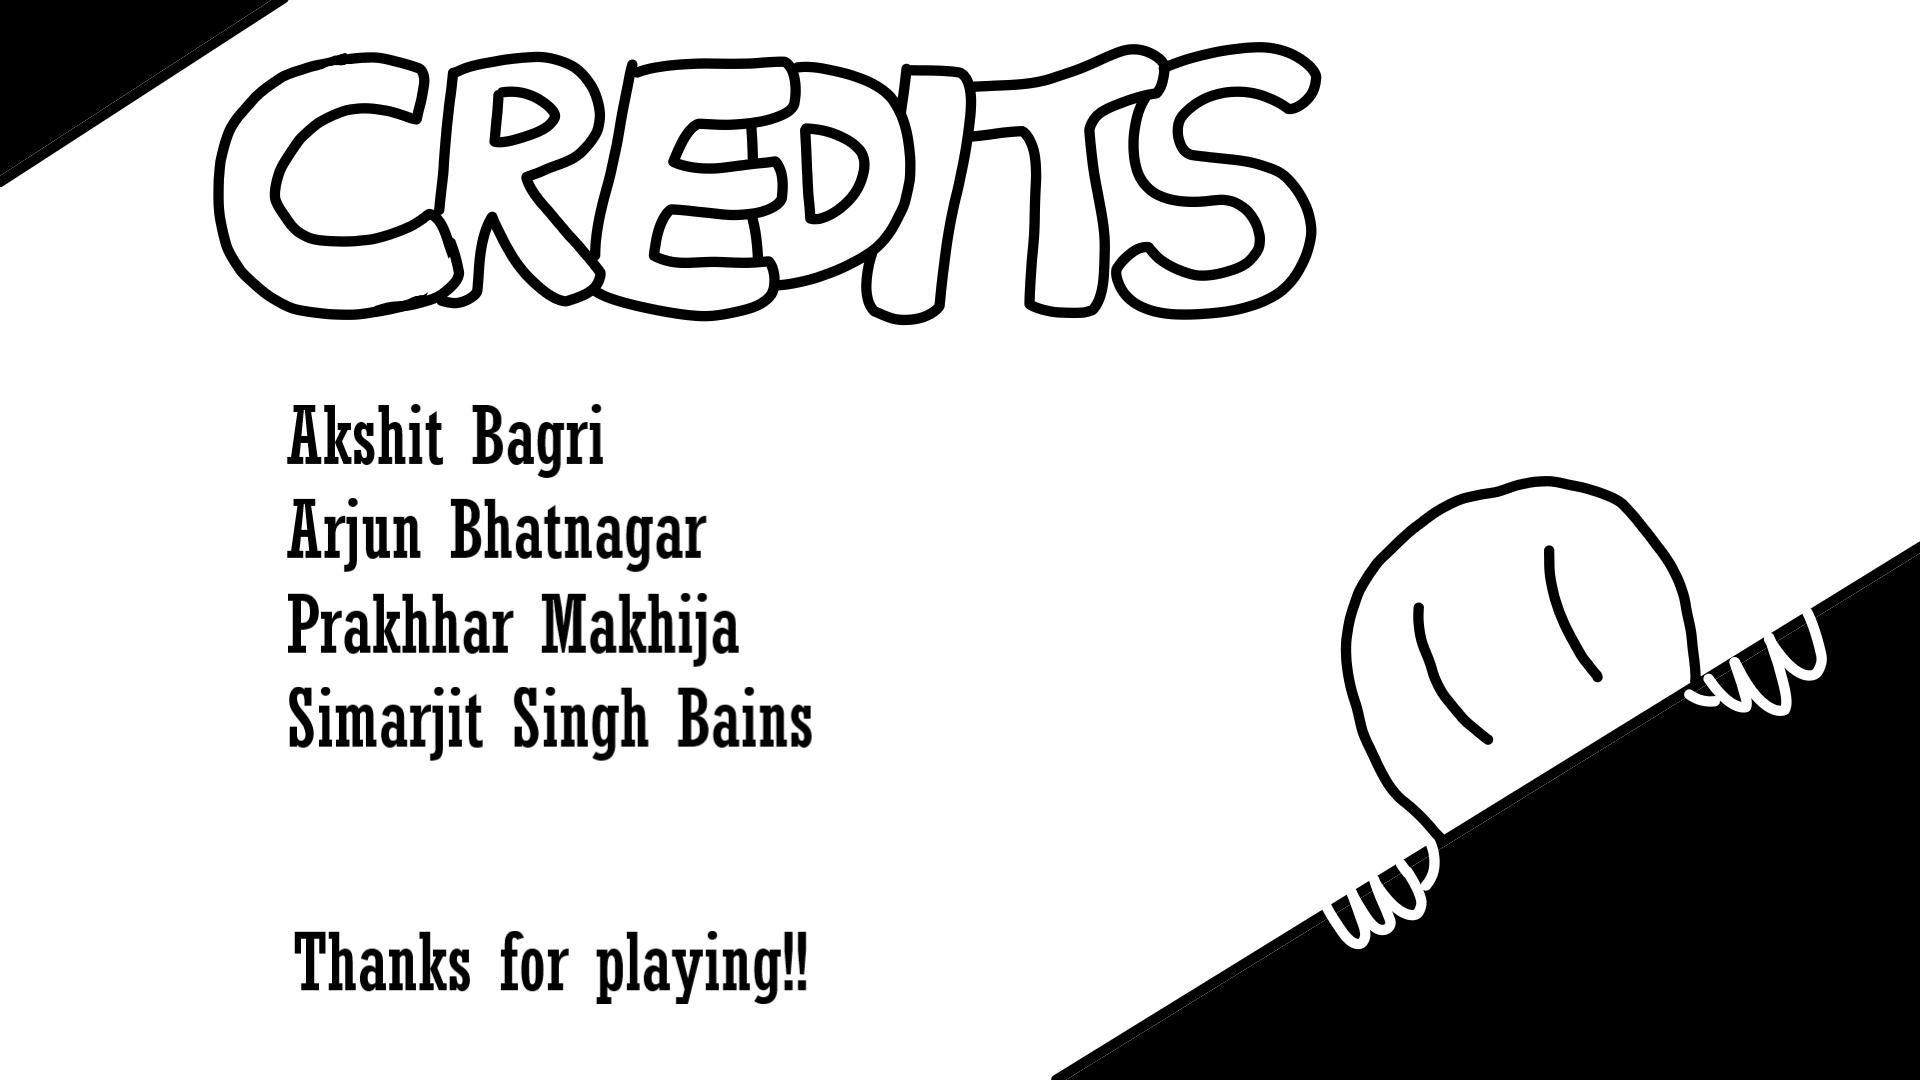 CREDITS
Akshit Bagri
Arjun Bhatnagar
Prakhhar Makhija
Simarjit Singh Bains
Thanks for playing!!